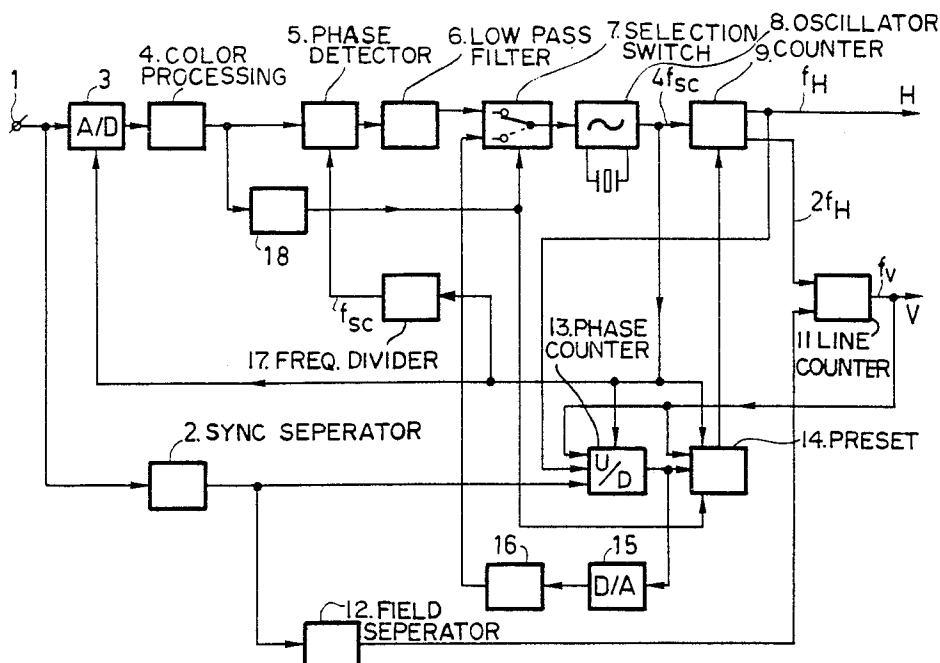 1
3
A/D
4. COLOR
PROCESSING
5. PHASE
DETECTOR
6. LOW PASS
FILTER
7. SELECTION
SWITCH
8. OSCILLATOR
9. COUNTER
4fSC
fH
H
2fH
18
fSC
17. FREQ. DIVIDER
13. PHASE
COUNTER
fV
V
11 LINE
COUNTER
2. SYNC SEPERATOR
U/D
14. PRESET
16
15
D/A
12. FIELD
SEPERATOR